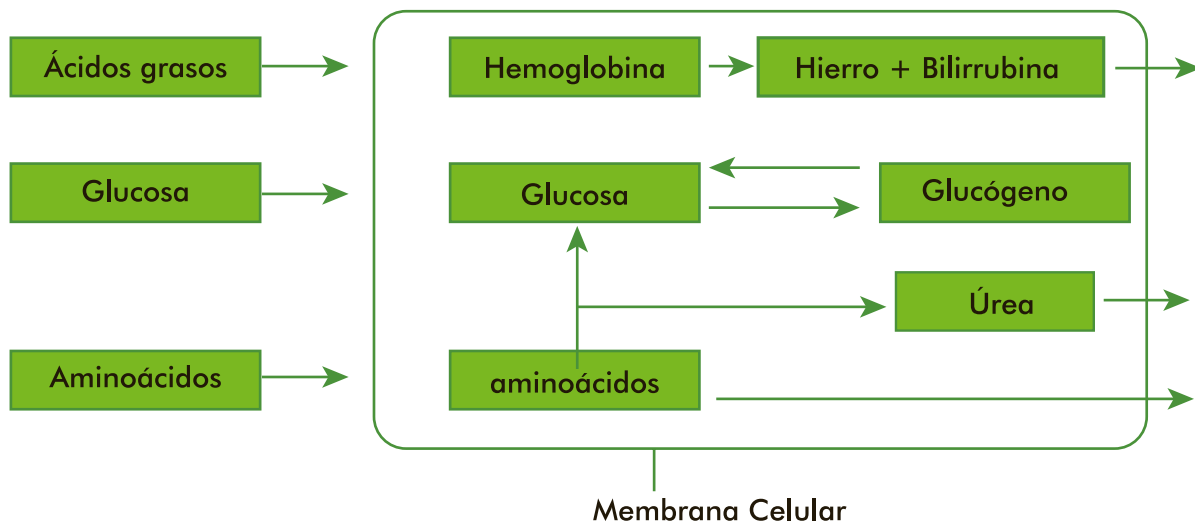 Ácidos grasos
Hemoglobina
Hierro + Bilirrubina
Glucosa
Glucosa
Glucógeno
Úrea
Aminoácidos
aminoácidos
Membrana Celular